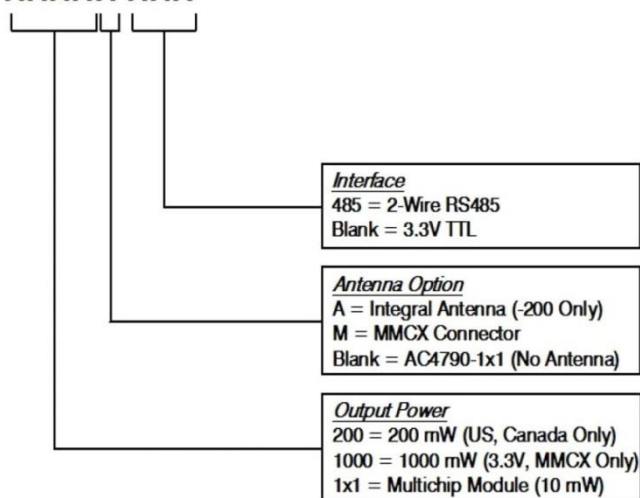 Interface
485 = 2-Wire RS485
Blank = 3.3V TTL
Antenna Option
A = Integral Antenna (-200 Only)
M = MMCX Connector
Blank = AC4790-1x1 (No Antenna)
Output Power
200 = 200 mW (US, Canada Only)
1000 = 1000 mW (3.3V, MMCX Only)
1x1 = Multichip Module (10 mW)